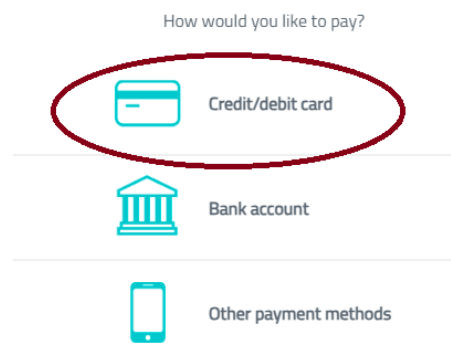 How would you like to pay?
Credit/debit card
Bank account
Other payment methods